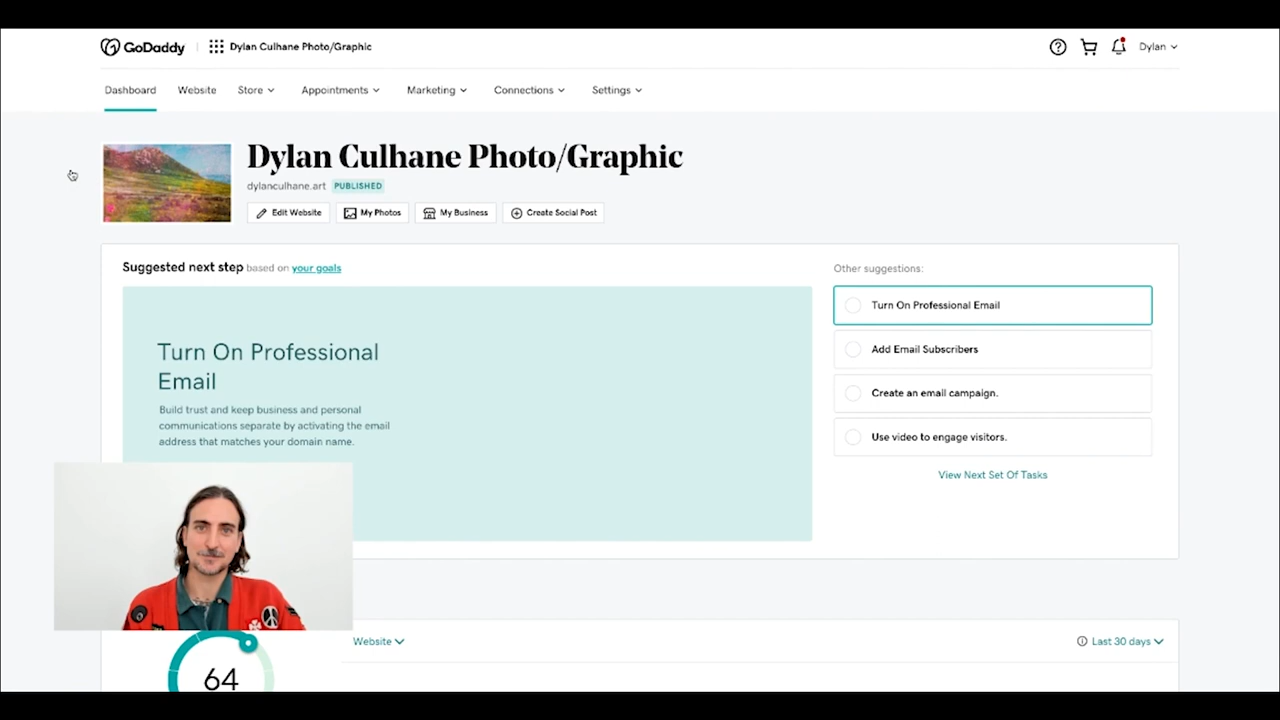 GoDaddy
Dylan Culhane Photo/Graphic
Dylan
Dashboard
Website
Store
Appointments
Marketing
Connections
Settings
Dylan Culhane Photo/Graphic
dylanculhane.art PUBLISHED
Edit Website
My Photos
My Business
Create Social Post
Suggested next step based on your goals
Turn On Professional
Email
Build trust and keep business and personal
communications separate by activating the email
address that matches your domain name.
Other suggestions:
Turn On Professional Email
Add Email Subscribers
Create an email campaign.
Use video to engage visitors.
View Next Set Of Tasks
Website
Last 30 days
64